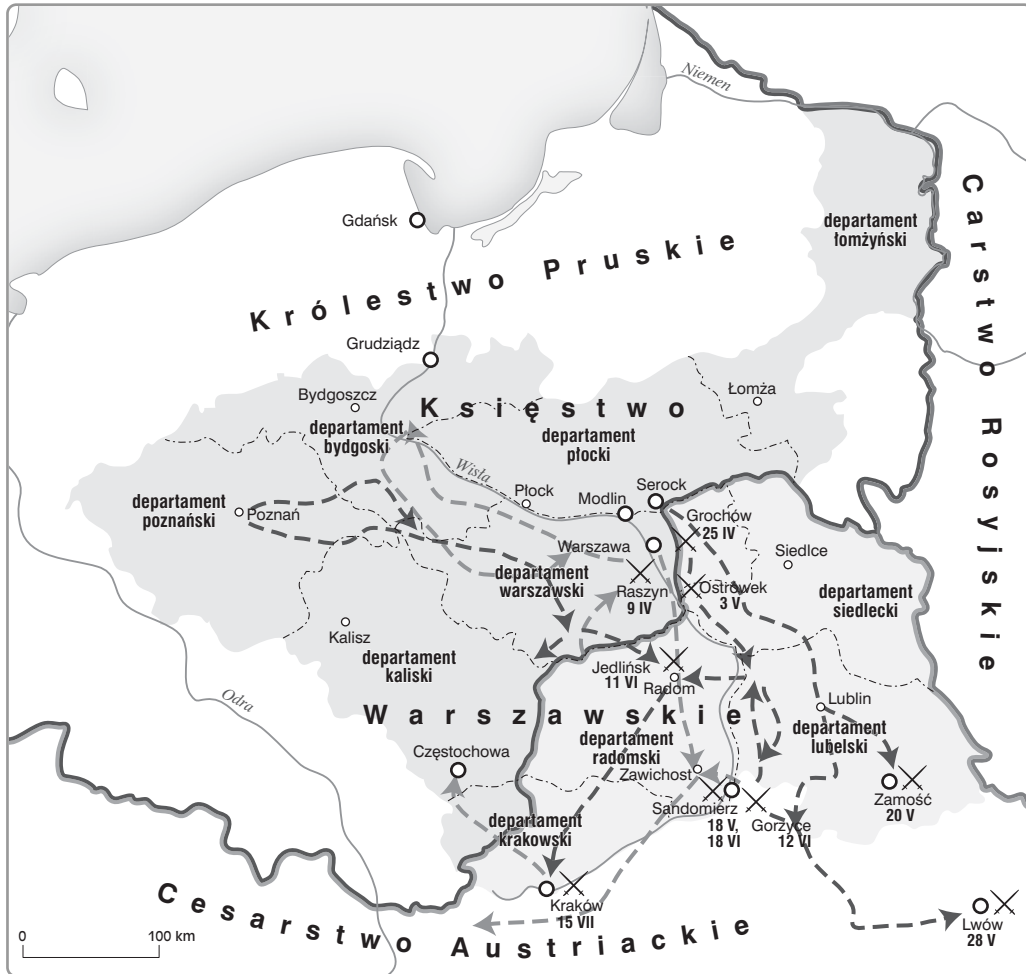 Niemen
Carstwo Rosyjskie
departament
łomżyński
Gdańsk
Królestwo Pruskie
Grudziądz
Bydgoszcz
Łomża
Księstwo
departament
bydgoski
departament
płocki
Wisła
Płock
Modlin
Serock
departament
poznański
Poznań
Grochów
25 IV
Warszawa
Siedlce
departament
warszawski
Raszyn
9 IV
Ostrówek
3 V
departament
siedlecki
Kalisz
departament
kaliski
Jedlińsk
11 VI
Radom
Odra
Lublin
Warszawskie
departament
radomski
departament
lubelski
Częstochowa
Zawichost
Sandomierz
18 V,
18 VI
Gorzyce
12 VI
Zamość
20 V
departament
krakowski
Kraków
15 VII
Lwów
28 V
Cesarstwo Austriackie
0 100 km